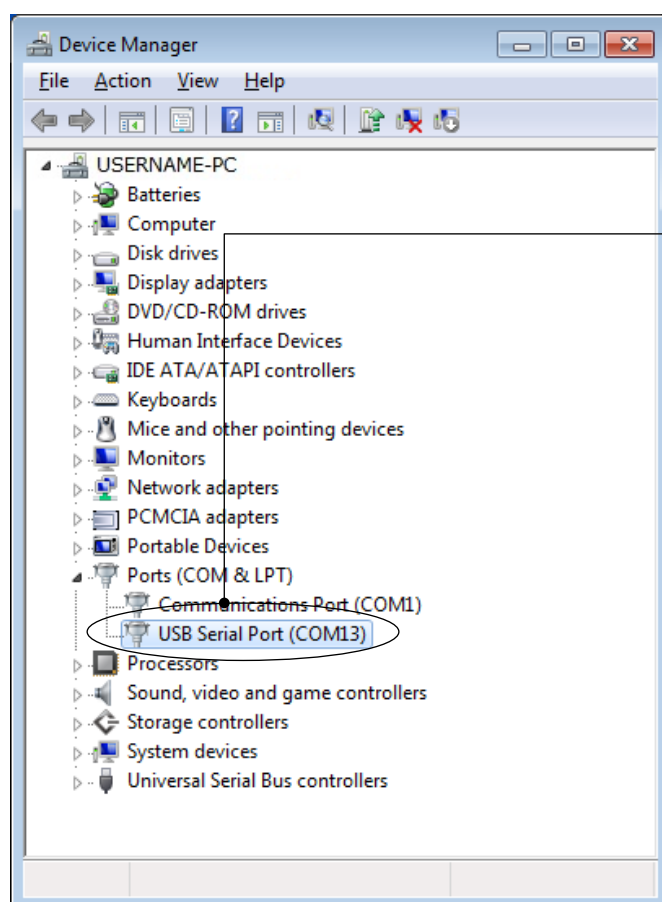 Device Manager
File Action View Help
USERNAME-PC
Batteries
Computer
Disk drives
Display adapters
DVD/CD-ROM drives
Human Interface Devices
IDE ATA/ATAPI controllers
Keyboards
Mice and other pointing devices
Monitors
Network adapters
PCMCIA adapters
Portable Devices
Ports (COM & LPT)
Communications Port (COM1)
USB Serial Port (COM13)
Processors
Sound, video and game controllers
Storage controllers
System devices
Universal Serial Bus controllers